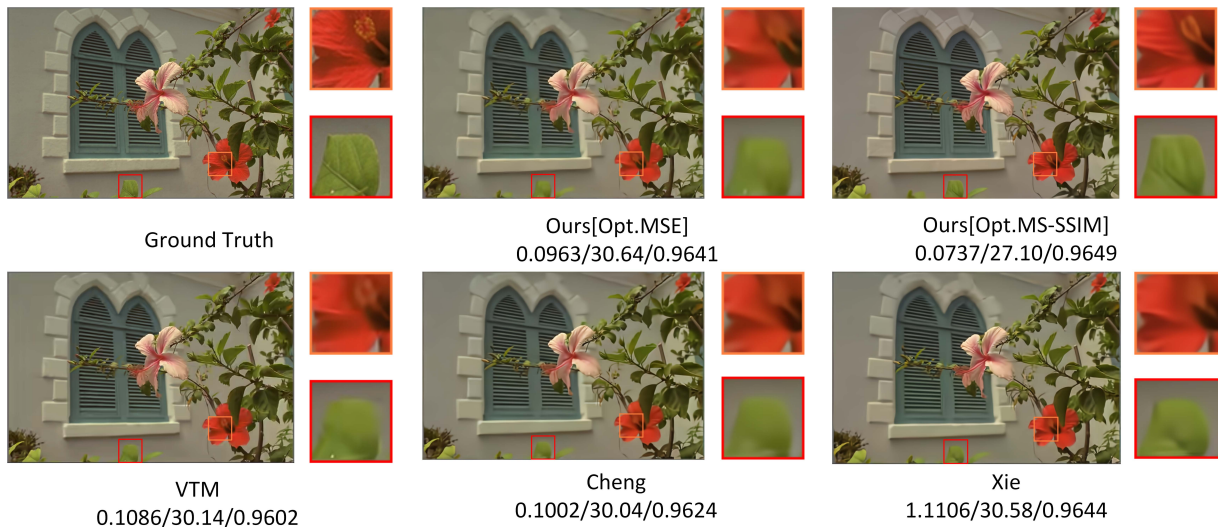 Ground Truth
Ours[Opt.MSE]
0.0963/30.64/0.9641
Ours[Opt.MS-SSIM]
0.0737/27.10/0.9649
VTM
0.1086/30.14/0.9602
Cheng
0.1002/30.04/0.9624
Xie
1.1106/30.58/0.9644